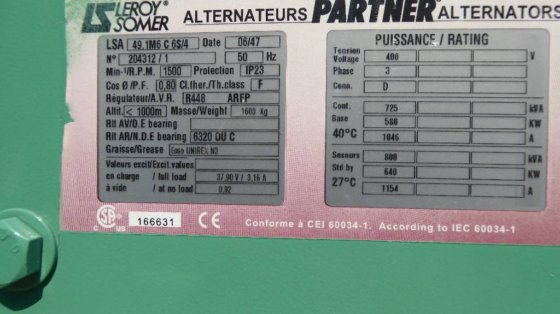 LEROY SOMER ALTERNATEURS PARTNER ALTERNATORS
LSA 49.1M6 C 6S/4 Date 06/47
N° 204312/1 50 Hz
Min-¹/R.P.M. 1500 Protection IP23
Cos Ø /P.F. 0,80 Cl.ther./Th.class F
Régulateur/A.V.R. R448 ARFP
Altit. < 1000m Masse/Weight 1600 Kg
Rlt AV/D.E bearing
Rlt AR/N.D.E bearing 6320 OU C
Graisse/Grease Esso UNIREX N3
Valeurs excit/Excit.values
en charge / full load 37.90 V / 3,16 A
à vide / at no load 0,92
PUISSANCE / RATING
Tension Voltage 400 V
Phase 3
Conn. D
Cont. 725 kVA
Base 580 KW
40°C 1046 A
Secours 800 kVA
Std by 640 KW
27°C 1154 A
C US 166631 CE Conforme à CEI 60034-1. According to IEC 60034-1